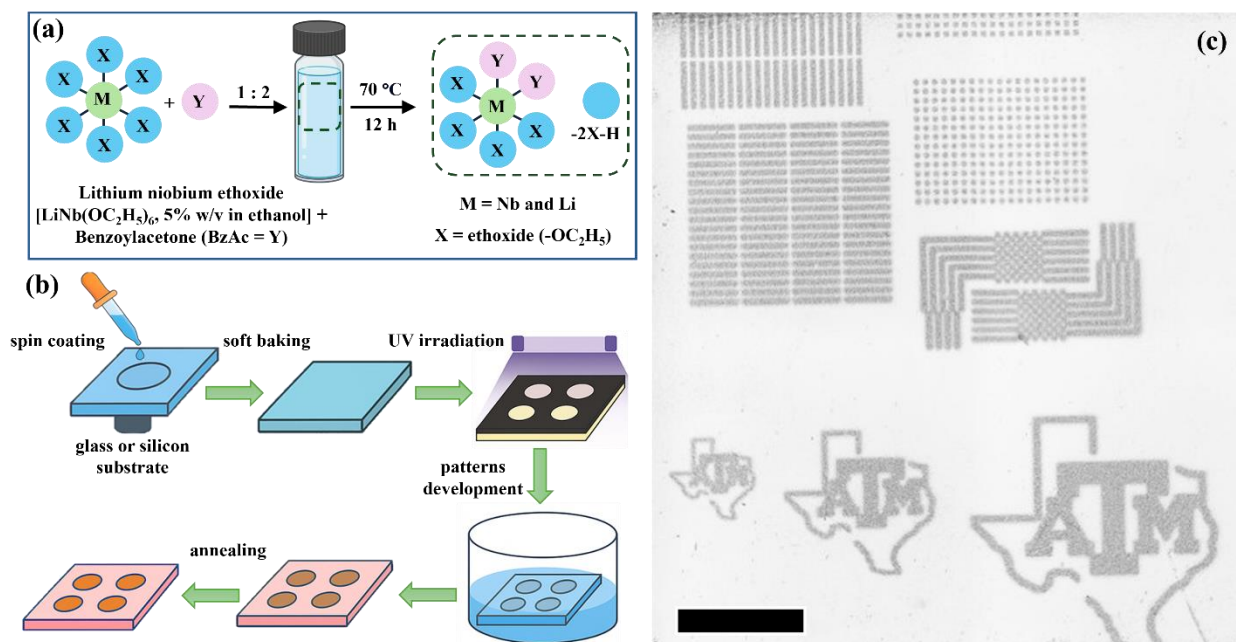 (a)
X
X
X
X
M
X
X
+
Y
1 : 2
70 °C
12 h
Y
X
Y
M
X
X
X
-2X-H
Lithium niobium ethoxide
[LiNb(OC₂H₅)₆, 5% w/v in ethanol] +
Benzoylacetone (BzAc = Y)
M = Nb and Li
X = ethoxide (-OC₂H₅)
(b)
spin coating
soft baking
UV irradiation
glass or silicon
substrate
patterns
development
annealing
(c)
ATM
ATM
ATM